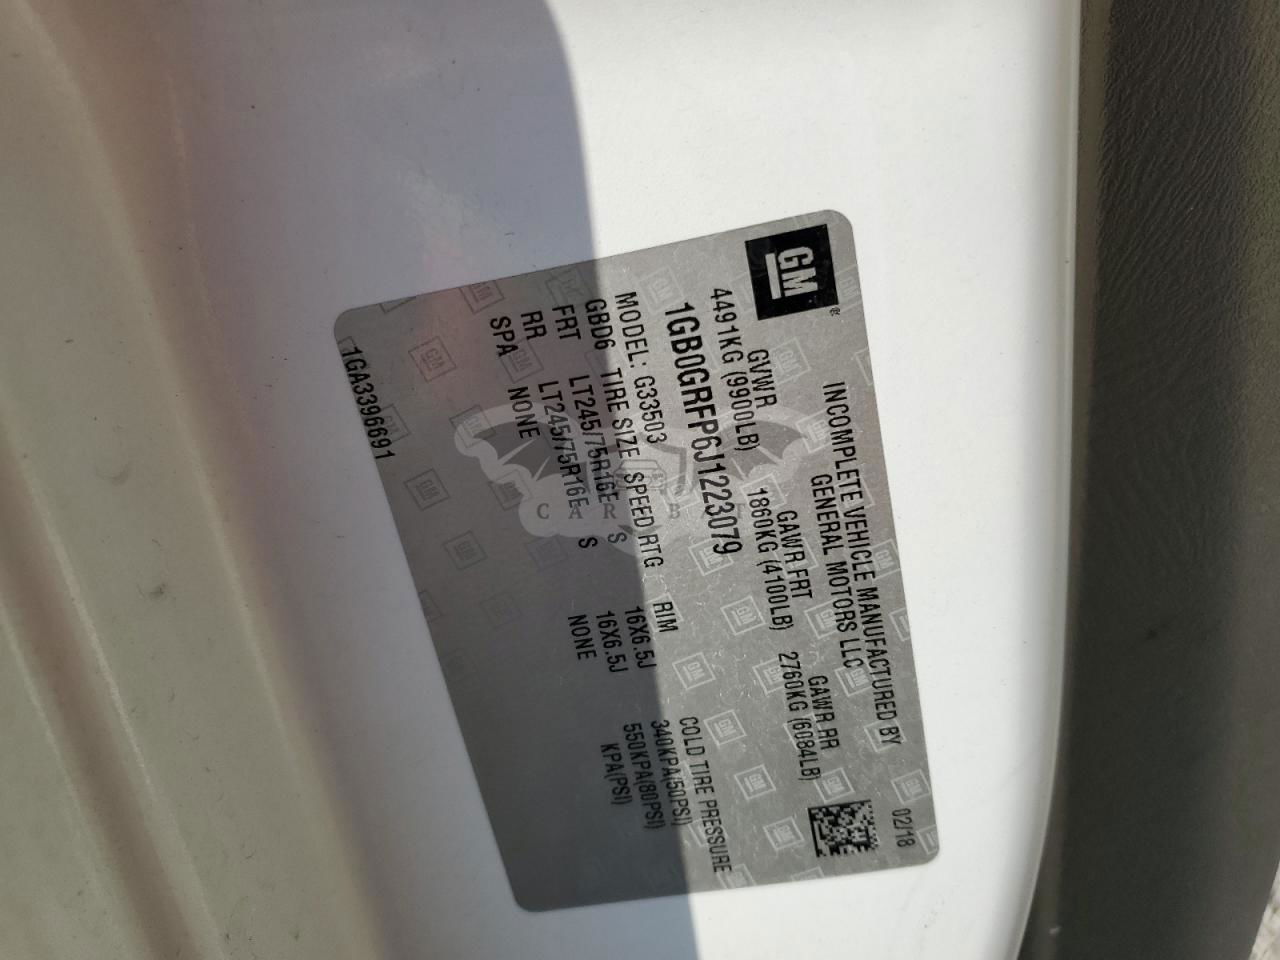 GM®
INCOMPLETE VEHICLE MANUFACTURED BY
GENERAL MOTORS LLC
02/18
GVWR GAWR FRT GAWR RR
4491KG (9900LB) 1860KG (4100LB) 2760KG (6084LB)
1GB0GRFP6J1223079
MODEL: G33503
GBD6 TIRE SIZE SPEED RTG RIM COLD TIRE PRESSURE
FRT LT245/75R16E S 16X6.5J 340KPA(50PSI)
RR LT245/75R16E S 16X6.5J 550KPA(80PSI)
SPA NONE NONE KPA(PSI)
1GA3396691
CAR BAT